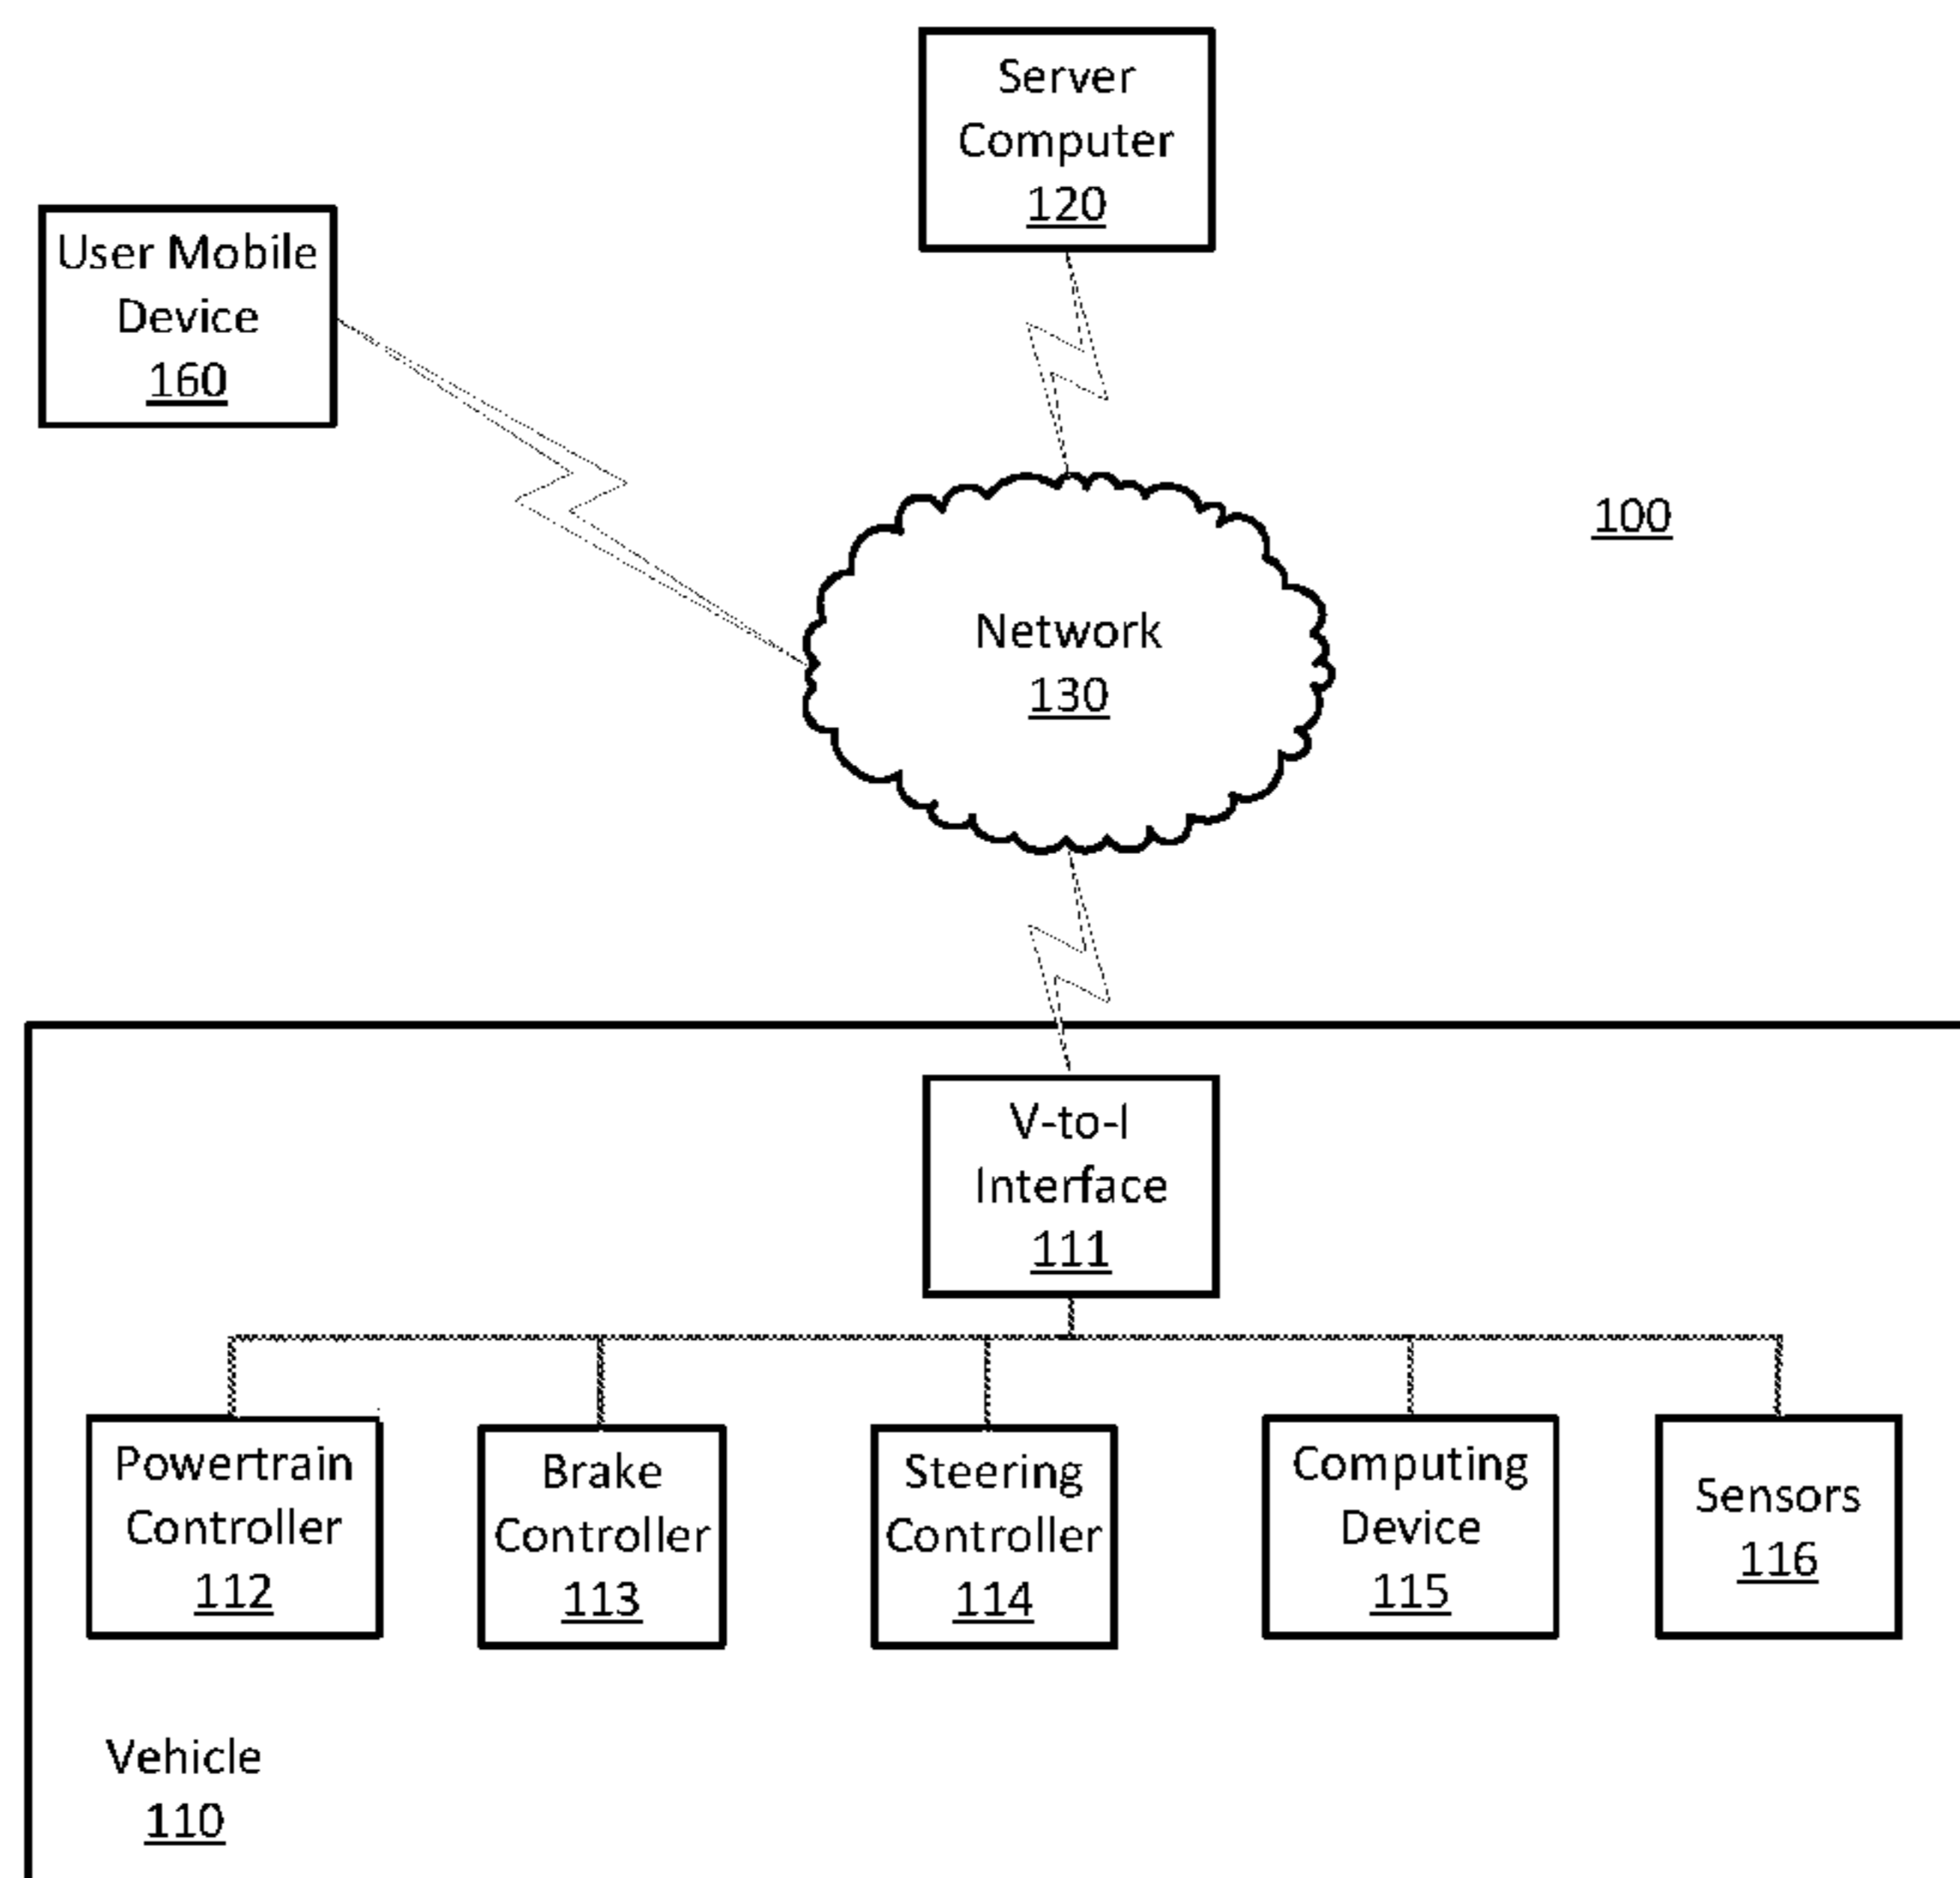 Server
Computer
120
User Mobile
Device
160
100
Network
130
V-to-I
Interface
111
Powertrain
Controller
112
Brake
Controller
113
Steering
Controller
114
Computing
Device
115
Sensors
116
Vehicle
110